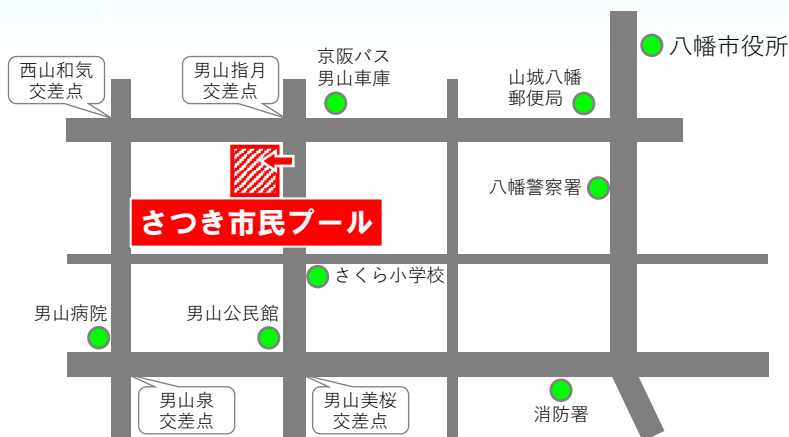 八幡市役所
西山和気
交差点
男山指月
交差点
京阪バス
男山車庫
山城八幡
郵便局
八幡警察署
さつき市民プール
さくら小学校
男山病院
男山公民館
男山泉
交差点
男山美桜
交差点
消防署